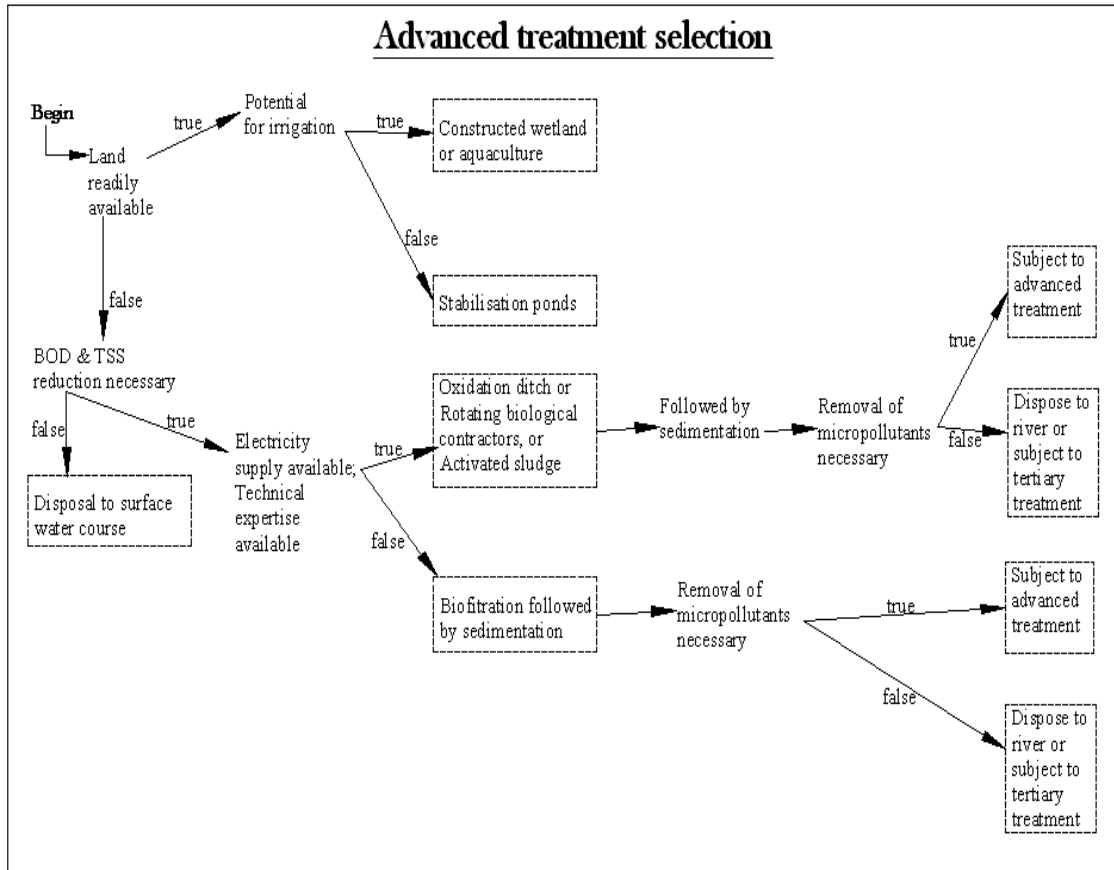 Advanced treatment selection
Begin
Land
readily
available
true
Potential
for irrigation
true
Constructed wetland
or aquaculture
false
Stabilisation ponds
false
BOD & TSS
reduction necessary
false
Disposal to surface
water course
true
Electricity
supply available;
Technical
expertise
available
true
Oxidation ditch or
Rotating biological
contractors, or
Activated sludge
Followed by
sedimentation
Removal of
micropollutants
necessary
true
Subject to
advanced
treatment
false
Dispose to
river or
subject to
tertiary
treatment
false
Biofitration followed
by sedimentation
Removal of
micropollutants
necessary
true
Subject to
advanced
treatment
false
Dispose to
river or
subject to
tertiary
treatment